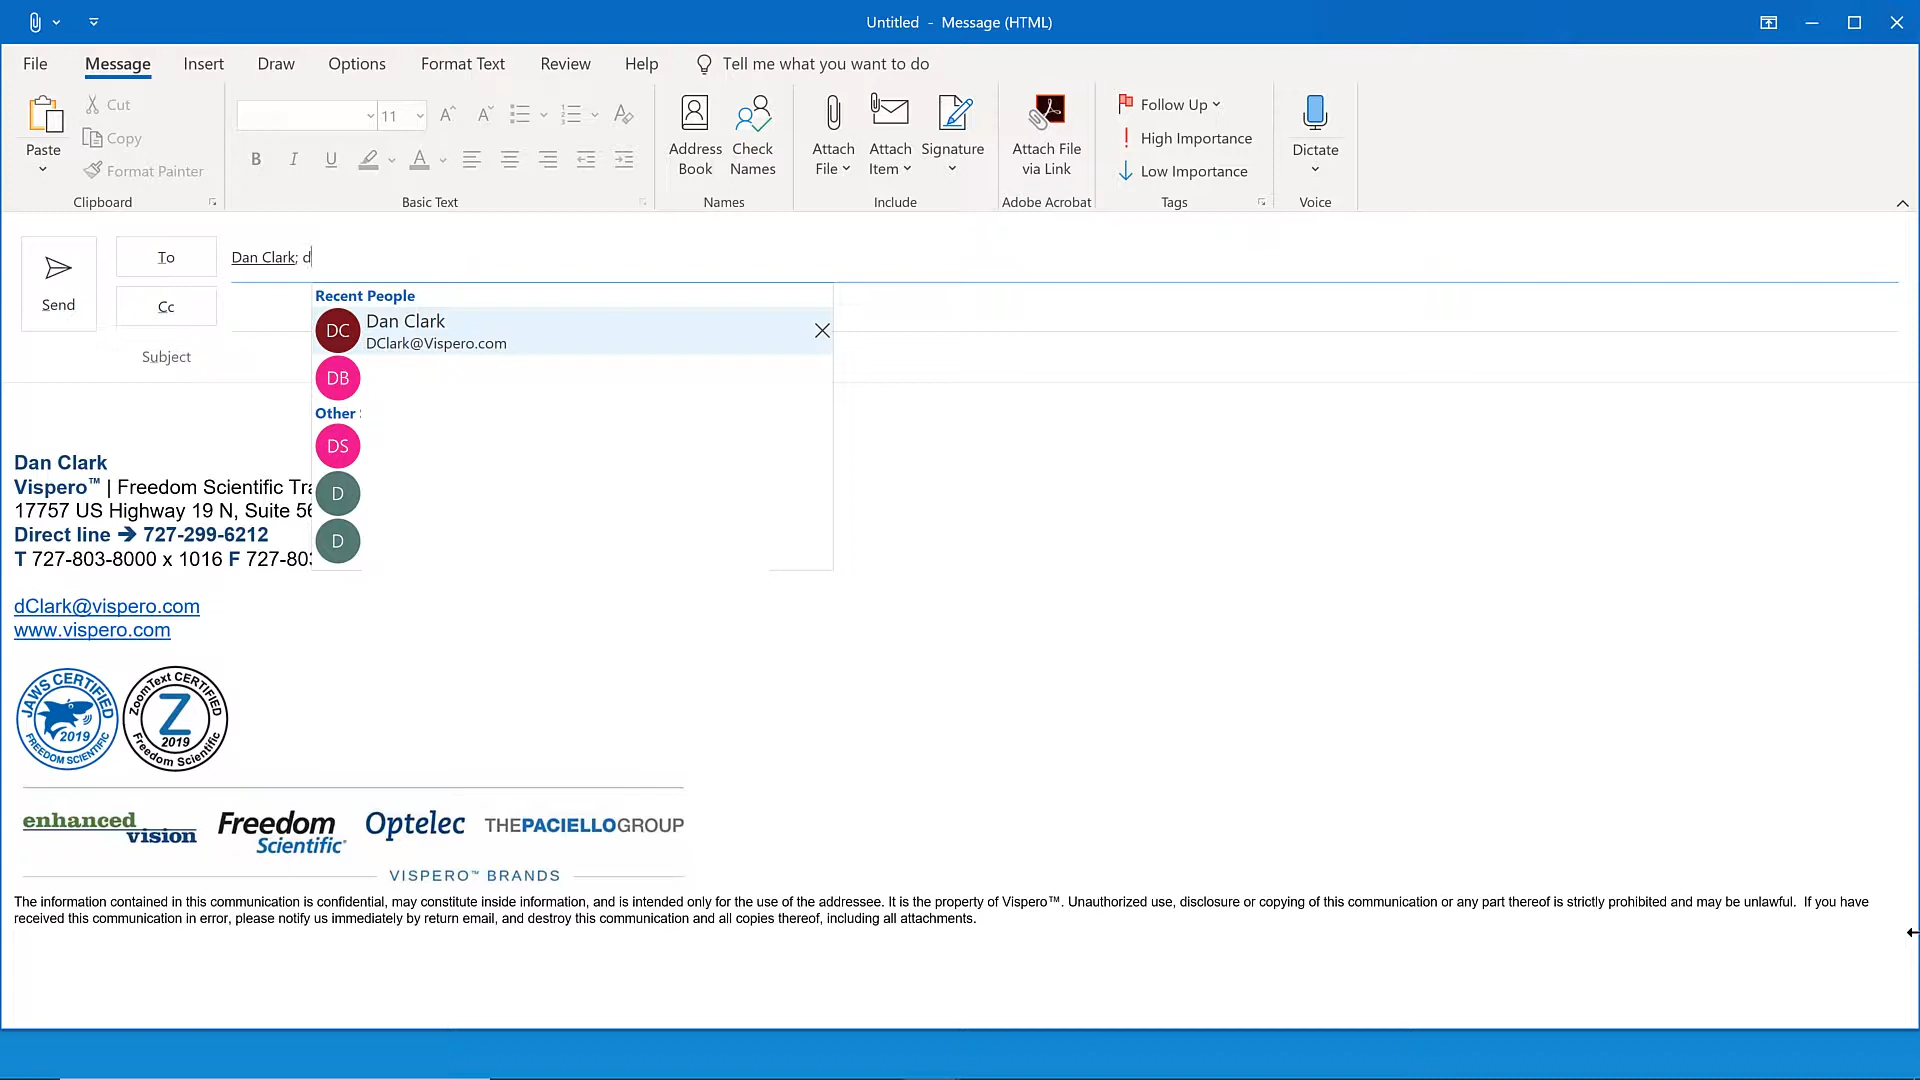 Untitled - Message (HTML)
File Message Insert Draw Options Format Text Review Help Tell me what you want to do
Paste
Cut
Copy
Format Painter
Clipboard
11
B I U A
Basic Text
Address Book
Check Names
Names
Attach File
Attach Item
Signature
Include
Attach File via Link
Adobe Acrobat
Follow Up
High Importance
Low Importance
Tags
Dictate
Voice
Send
To
Dan Clark; d
Cc
Subject
Recent People
DC
Dan Clark
DClark@Vispero.com
DB
Other
DS
D
D
Dan Clark
Vispero™ | Freedom Scientific
17757 US Highway 19 N, Suite
Direct line ➔ 727-299-6212
T 727-803-8000 x 1016 F 727-
dClark@vispero.com
www.vispero.com
JAWS CERTIFIED
2019
FREEDOM SCIENTIFIC
ZoomText CERTIFIED
Z
2019
Freedom Scientific
enhanced vision
Freedom Scientific
Optelec
THEPACIELLOGROUP
VISPERO™ BRANDS
The information contained in this communication is confidential, may constitute inside information, and is intended only for the use of the addressee. It is the property of Vispero™. Unauthorized use, disclosure or copying of this communication or any part thereof is strictly prohibited and may be unlawful. If you have
received this communication in error, please notify us immediately by return email, and destroy this communication and all copies thereof, including all attachments.